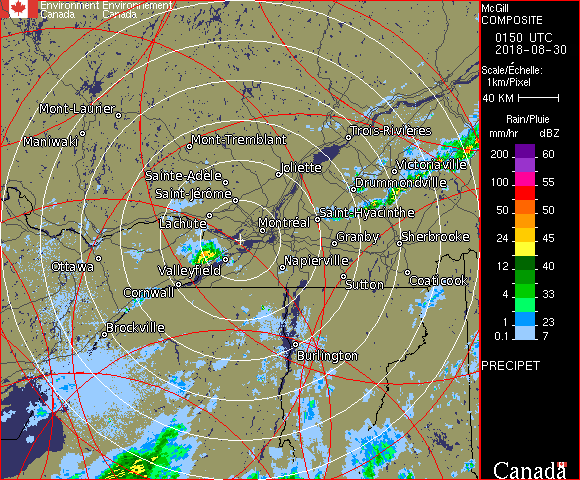 Environment Environnement
Canada Canada
McGill
COMPOSITE
0150 UTC
2018-08-30
Scale/Échelle:
1km/Pixel
40 KM
Rain/Pluie
mm/hr dBZ
200 60
100 55
50 50
24 45
12 40
4 33
1 23
0.1 7
PRECIPET
Mont-Laurier
Maniwaki
Mont-Tremblant
Trois-Rivières
Joliette
Victoriaville
Sainte-Adèle
Drummondville
Saint-Jérôme
Saint-Hyacinthe
Lachute
Montréal
Granby
Sherbrooke
Ottawa
Valleyfield
Napierville
Cornwall
Sutton
Coaticook
Brockville
Burlington
Canada